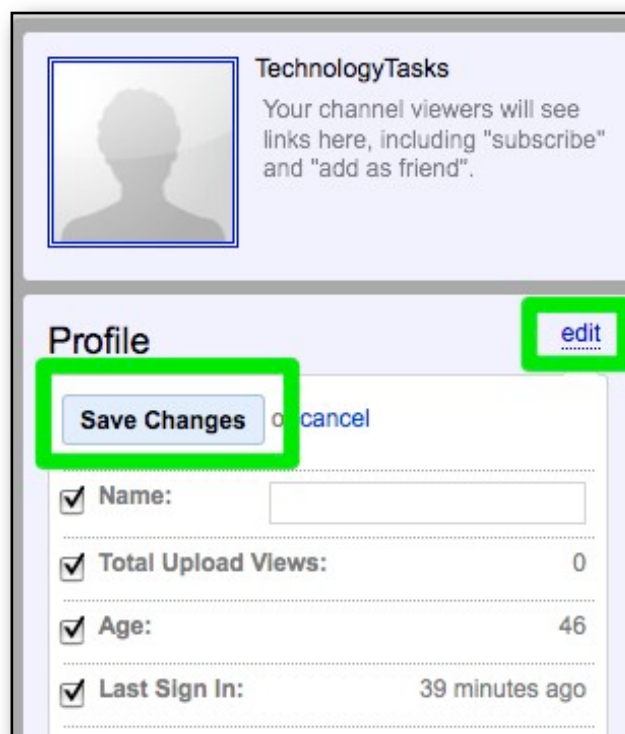 TechnologyTasks
Your channel viewers will see
links here, including "subscribe"
and "add as friend".
Profile
edit
Save Changes or cancel
Name:
Total Upload Views: 0
Age: 46
Last Sign In: 39 minutes ago